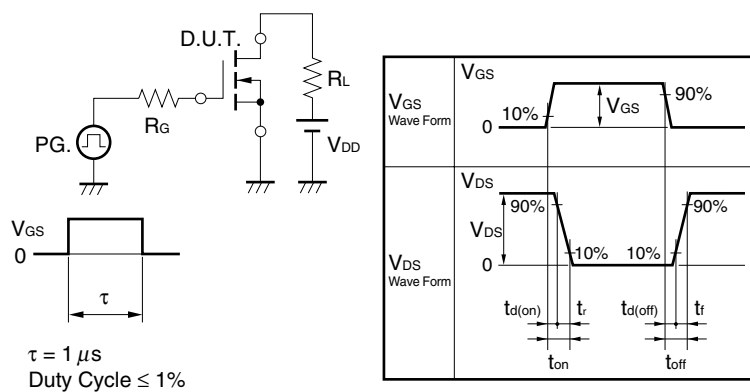 D.U.T.
RL
RG
PG.
VDD
VGS
0
τ
τ = 1 μs
Duty Cycle ≤ 1%
VGS
Wave Form
VGS
10%
0
VGS
90%
VDS
Wave Form
VDS
90%
VDS
0
10%
10%
90%
td(on)
tr
td(off)
tf
ton
toff